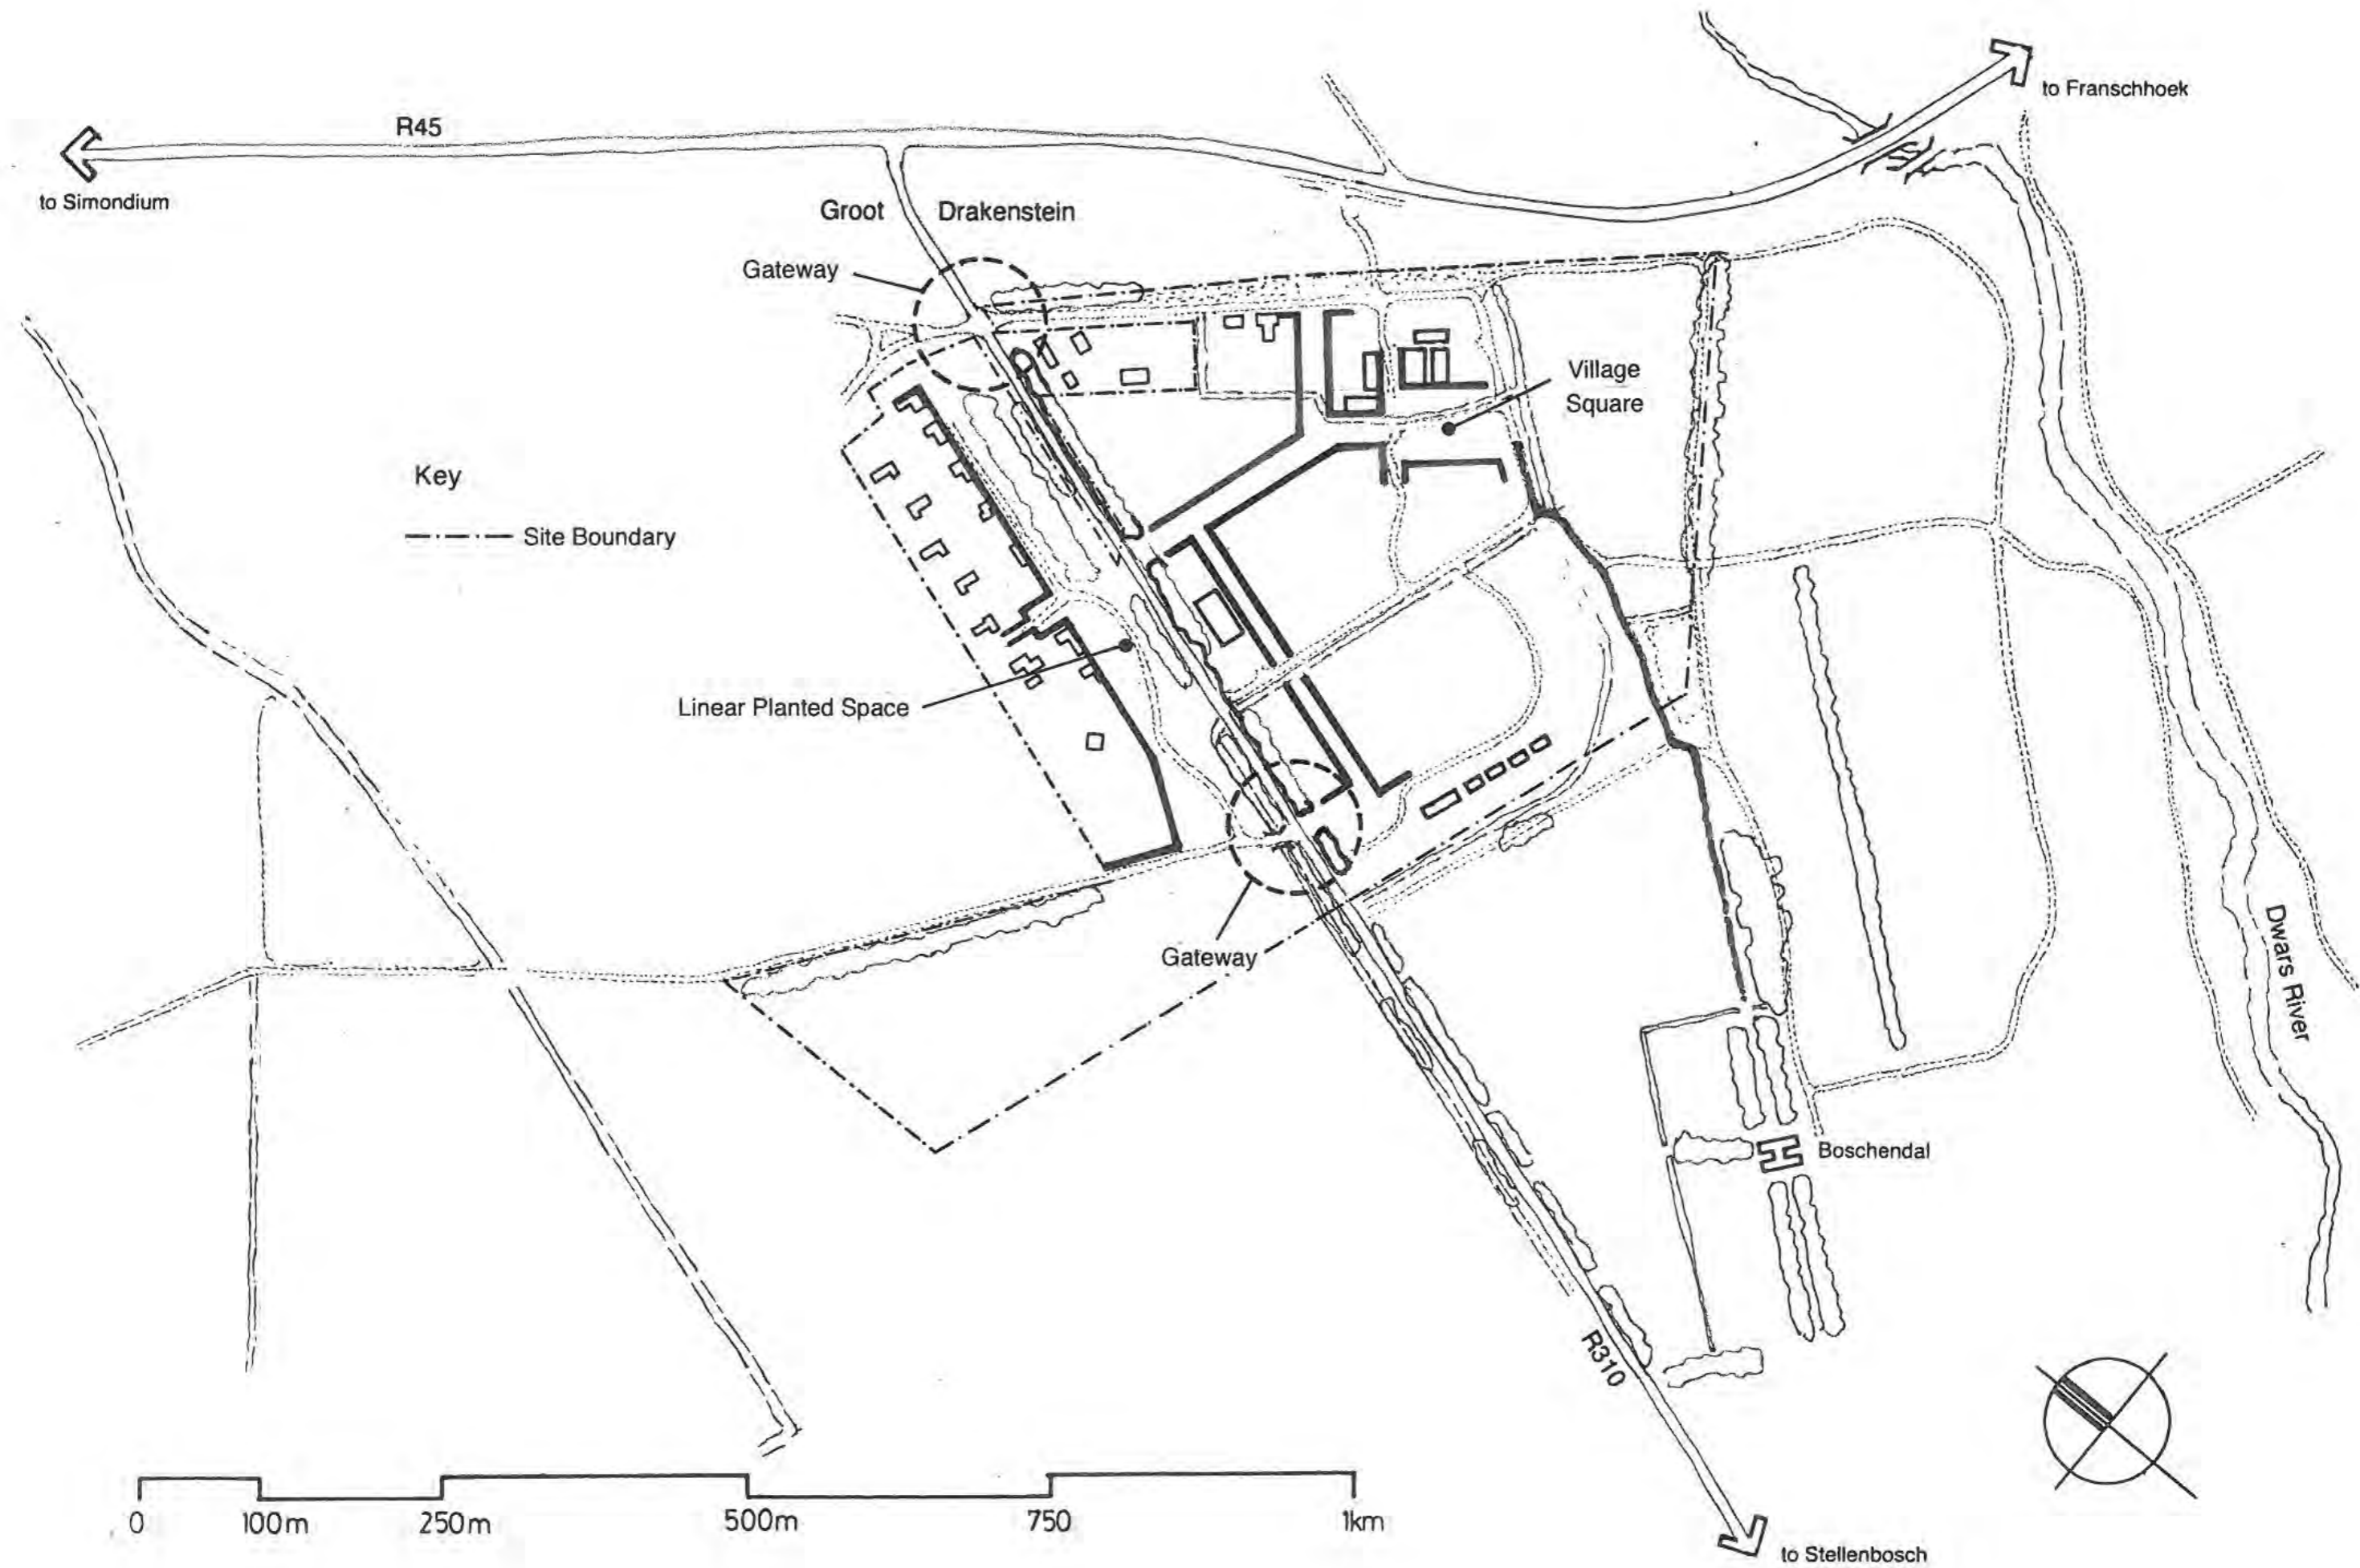 to Franschhoek
R45
to Simondium
Groot Drakenstein
Gateway
Village
Square
Key
Site Boundary
Linear Planted Space
Gateway
Dwars River
Boschendal
R310
0 100m 250m 500m 750 1km
to Stellenbosch